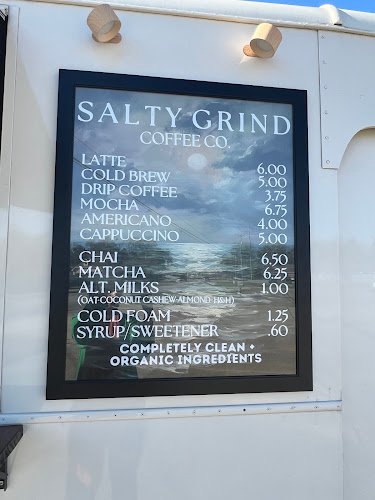 SALTY GRIND
COFFEE CO.
LATTE 6.00
COLD BREW 5.00
DRIP COFFEE 3.75
MOCHA 6.75
AMERICANO 4.00
CAPPUCCINO 5.00
CHAI 6.50
MATCHA 6.25
ALT. MILKS 1.00
(OAT•COCONUT•CASHEW•ALMOND•H&H)
COLD FOAM 1.25
SYRUP/SWEETENER .60
COMPLETELY CLEAN +
ORGANIC INGREDIENTS